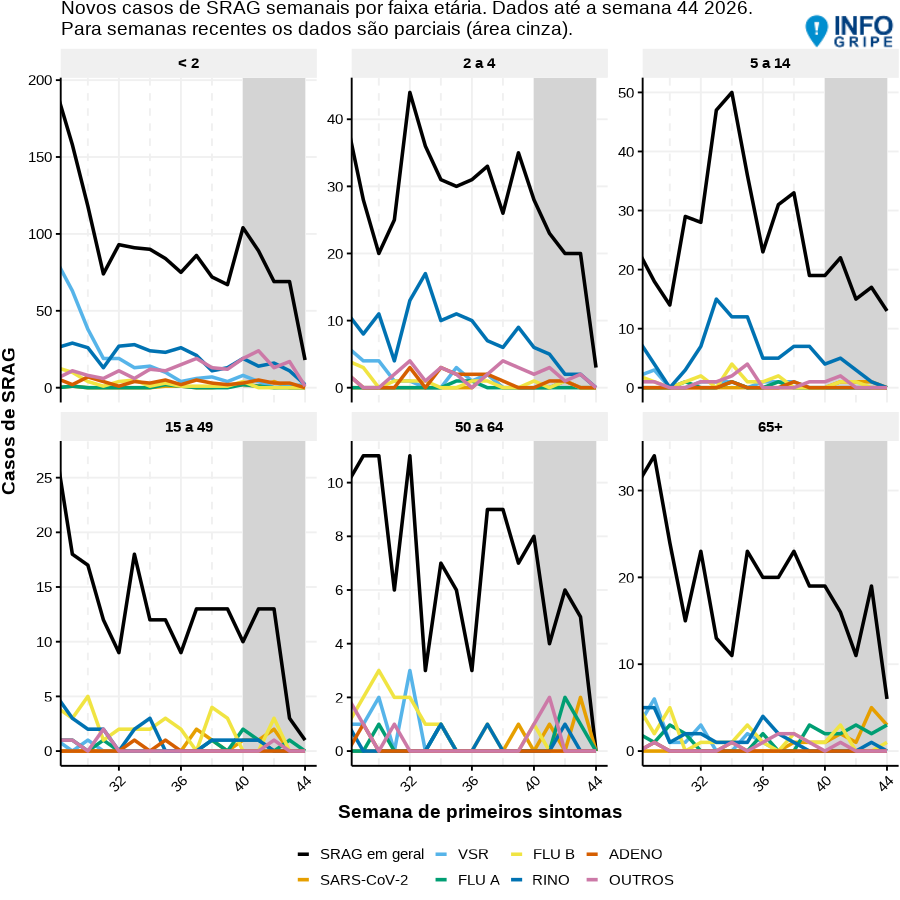 Novos casos de SRAG semanais por faixa etária. Dados até a semana 44 2026.
Para semanas recentes os dados são parciais (área cinza).
INFO
GRIPE
< 2
2 a 4
5 a 14
200
150
100
50
0
40
30
20
10
0
50
40
30
20
10
0
Casos de SRAG
15 a 49
50 a 64
65+
25
20
15
10
5
0
10
8
6
4
2
0
30
20
10
0
32
36
40
44
32
36
40
44
32
36
40
44
Semana de primeiros sintomas
SRAG em geral
VSR
FLU B
ADENO
SARS-CoV-2
FLU A
RINO
OUTROS